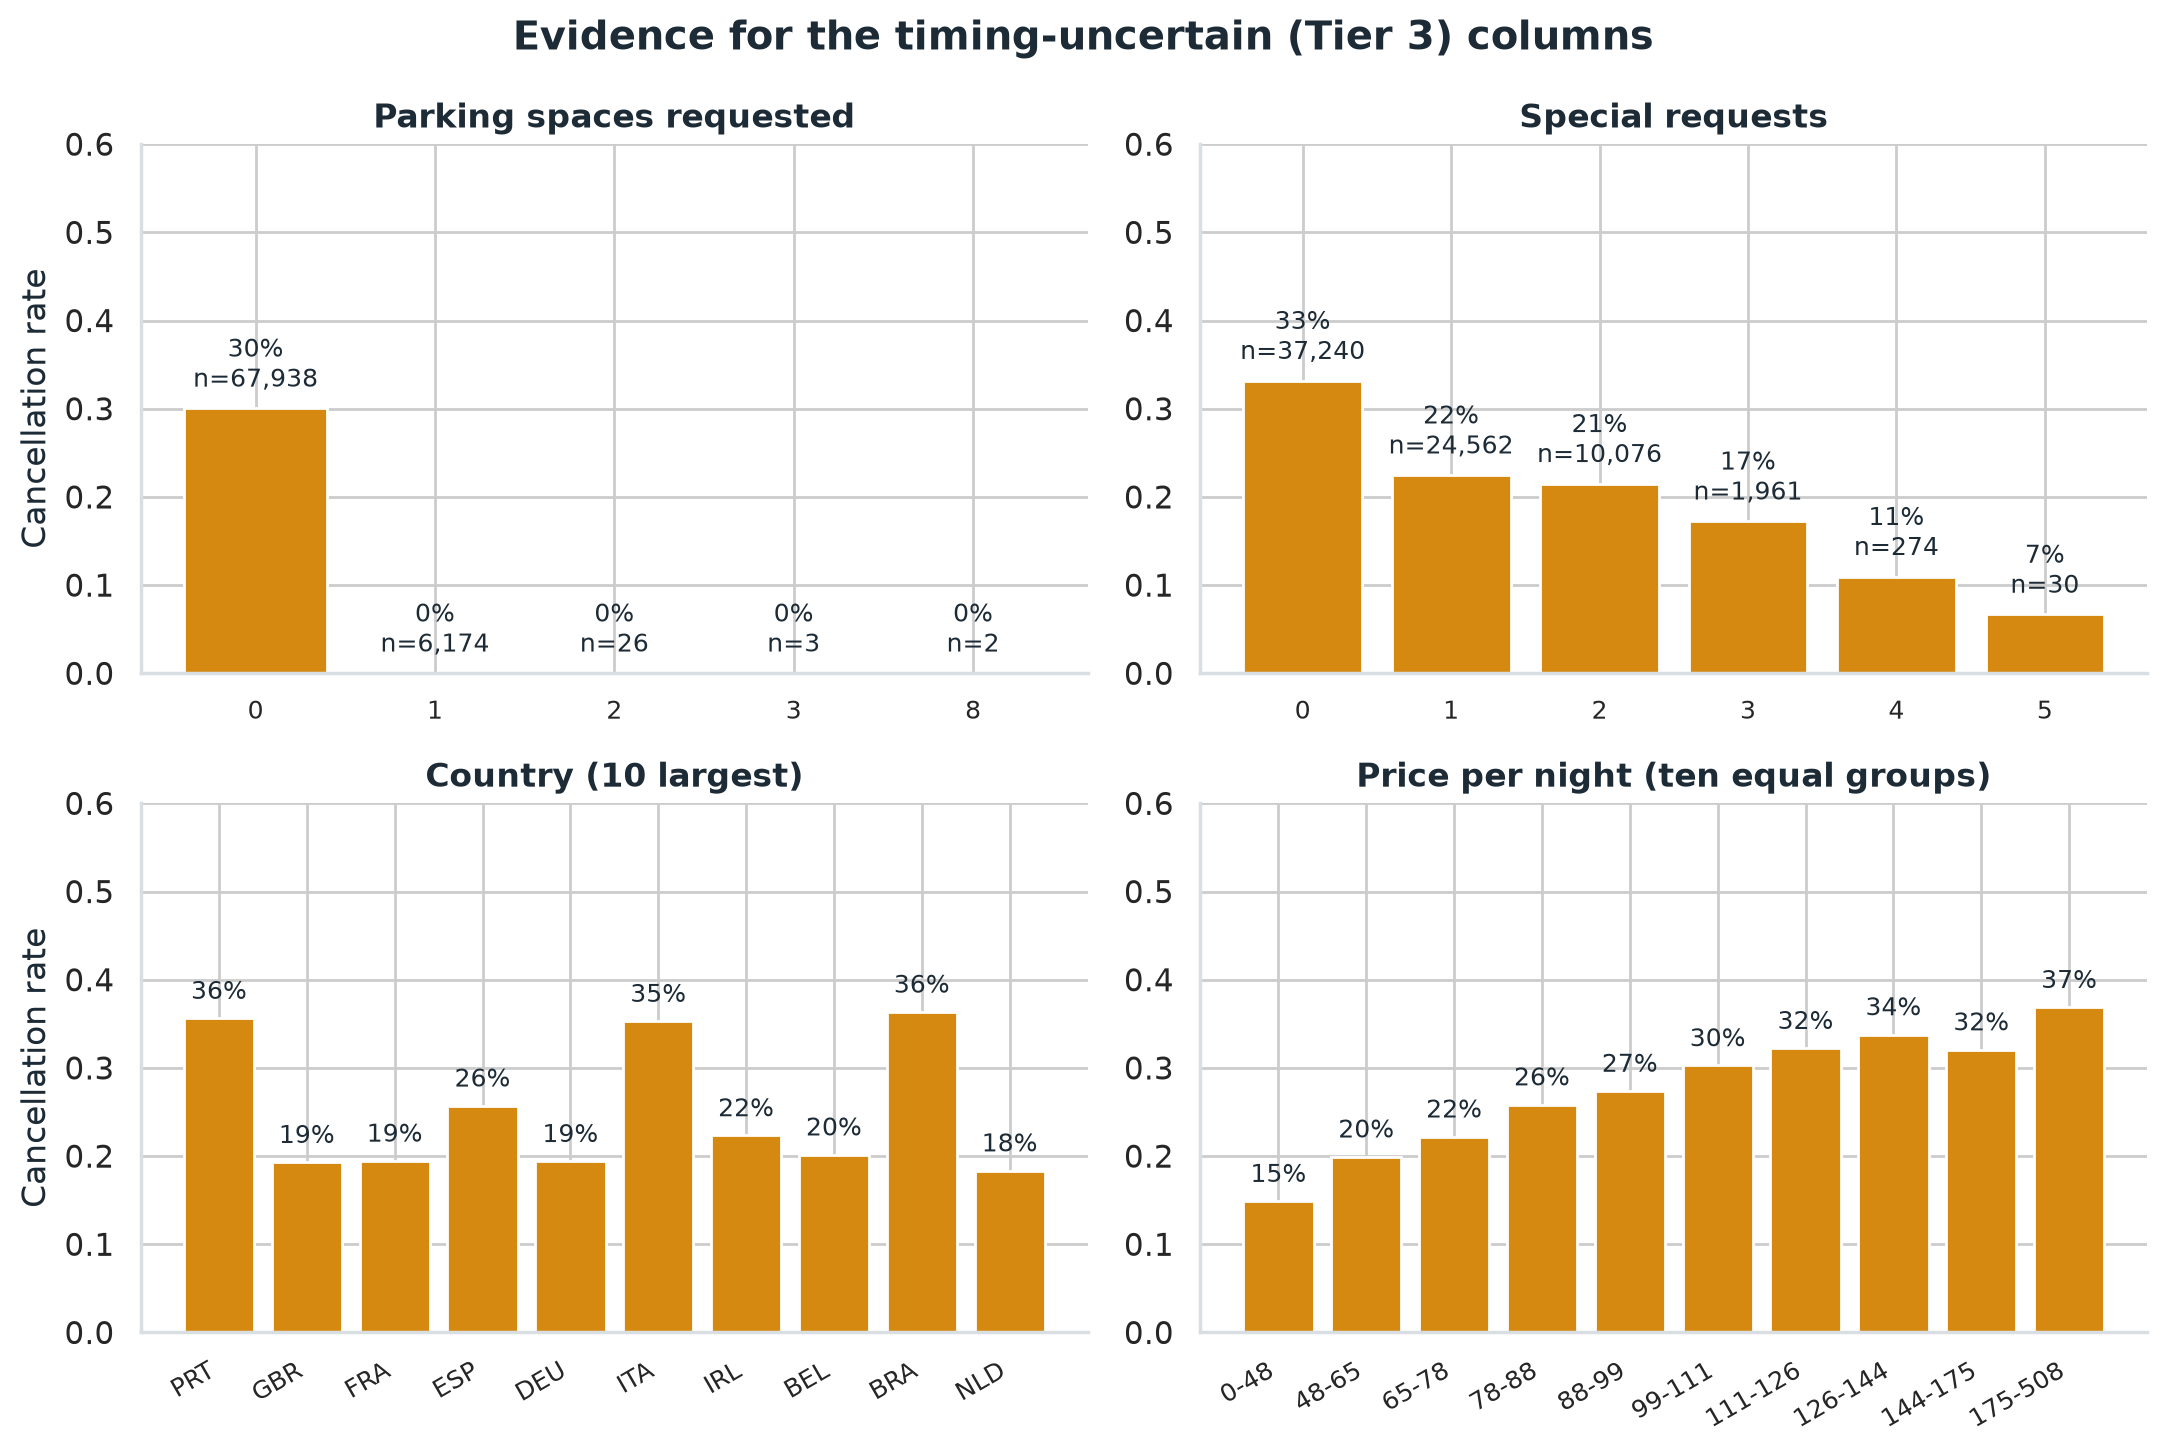 Evidence for the timing-uncertain (Tier 3) columns
Parking spaces requested
Cancellation rate
0.6
0.5
0.4
0.3
0.2
0.1
0.0
30%
n=67,938
0%
n=6,174
0%
n=26
0%
n=3
0%
n=2
0 1 2 3 8
Special requests
0.6
0.5
0.4
0.3
0.2
0.1
0.0
33%
n=37,240
22%
n=24,562
21%
n=10,076
17%
n=1,961
11%
n=274
7%
n=30
0 1 2 3 4 5
Country (10 largest)
Cancellation rate
0.6
0.5
0.4
0.3
0.2
0.1
0.0
36% 19% 19% 26% 19% 35% 22% 20% 36% 18%
PRT GBR FRA ESP DEU ITA IRL BEL BRA NLD
Price per night (ten equal groups)
0.6
0.5
0.4
0.3
0.2
0.1
0.0
15% 20% 22% 26% 27% 30% 32% 34% 32% 37%
0-48 48-65 65-78 78-88 88-99 99-111 111-126 126-144 144-175 175-508